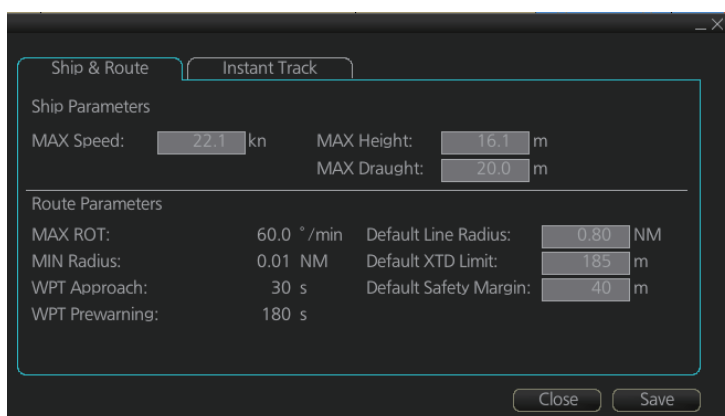 Ship & Route Instant Track
Ship Parameters
MAX Speed: 22.1 kn MAX Height: 16.1 m
MAX Draught: 20.0 m
Route Parameters
MAX ROT: 60.0 °/min Default Line Radius: 0.80 NM
MIN Radius: 0.01 NM Default XTD Limit: 185 m
WPT Approach: 30 s Default Safety Margin: 40 m
WPT Prewarning: 180 s
Close Save